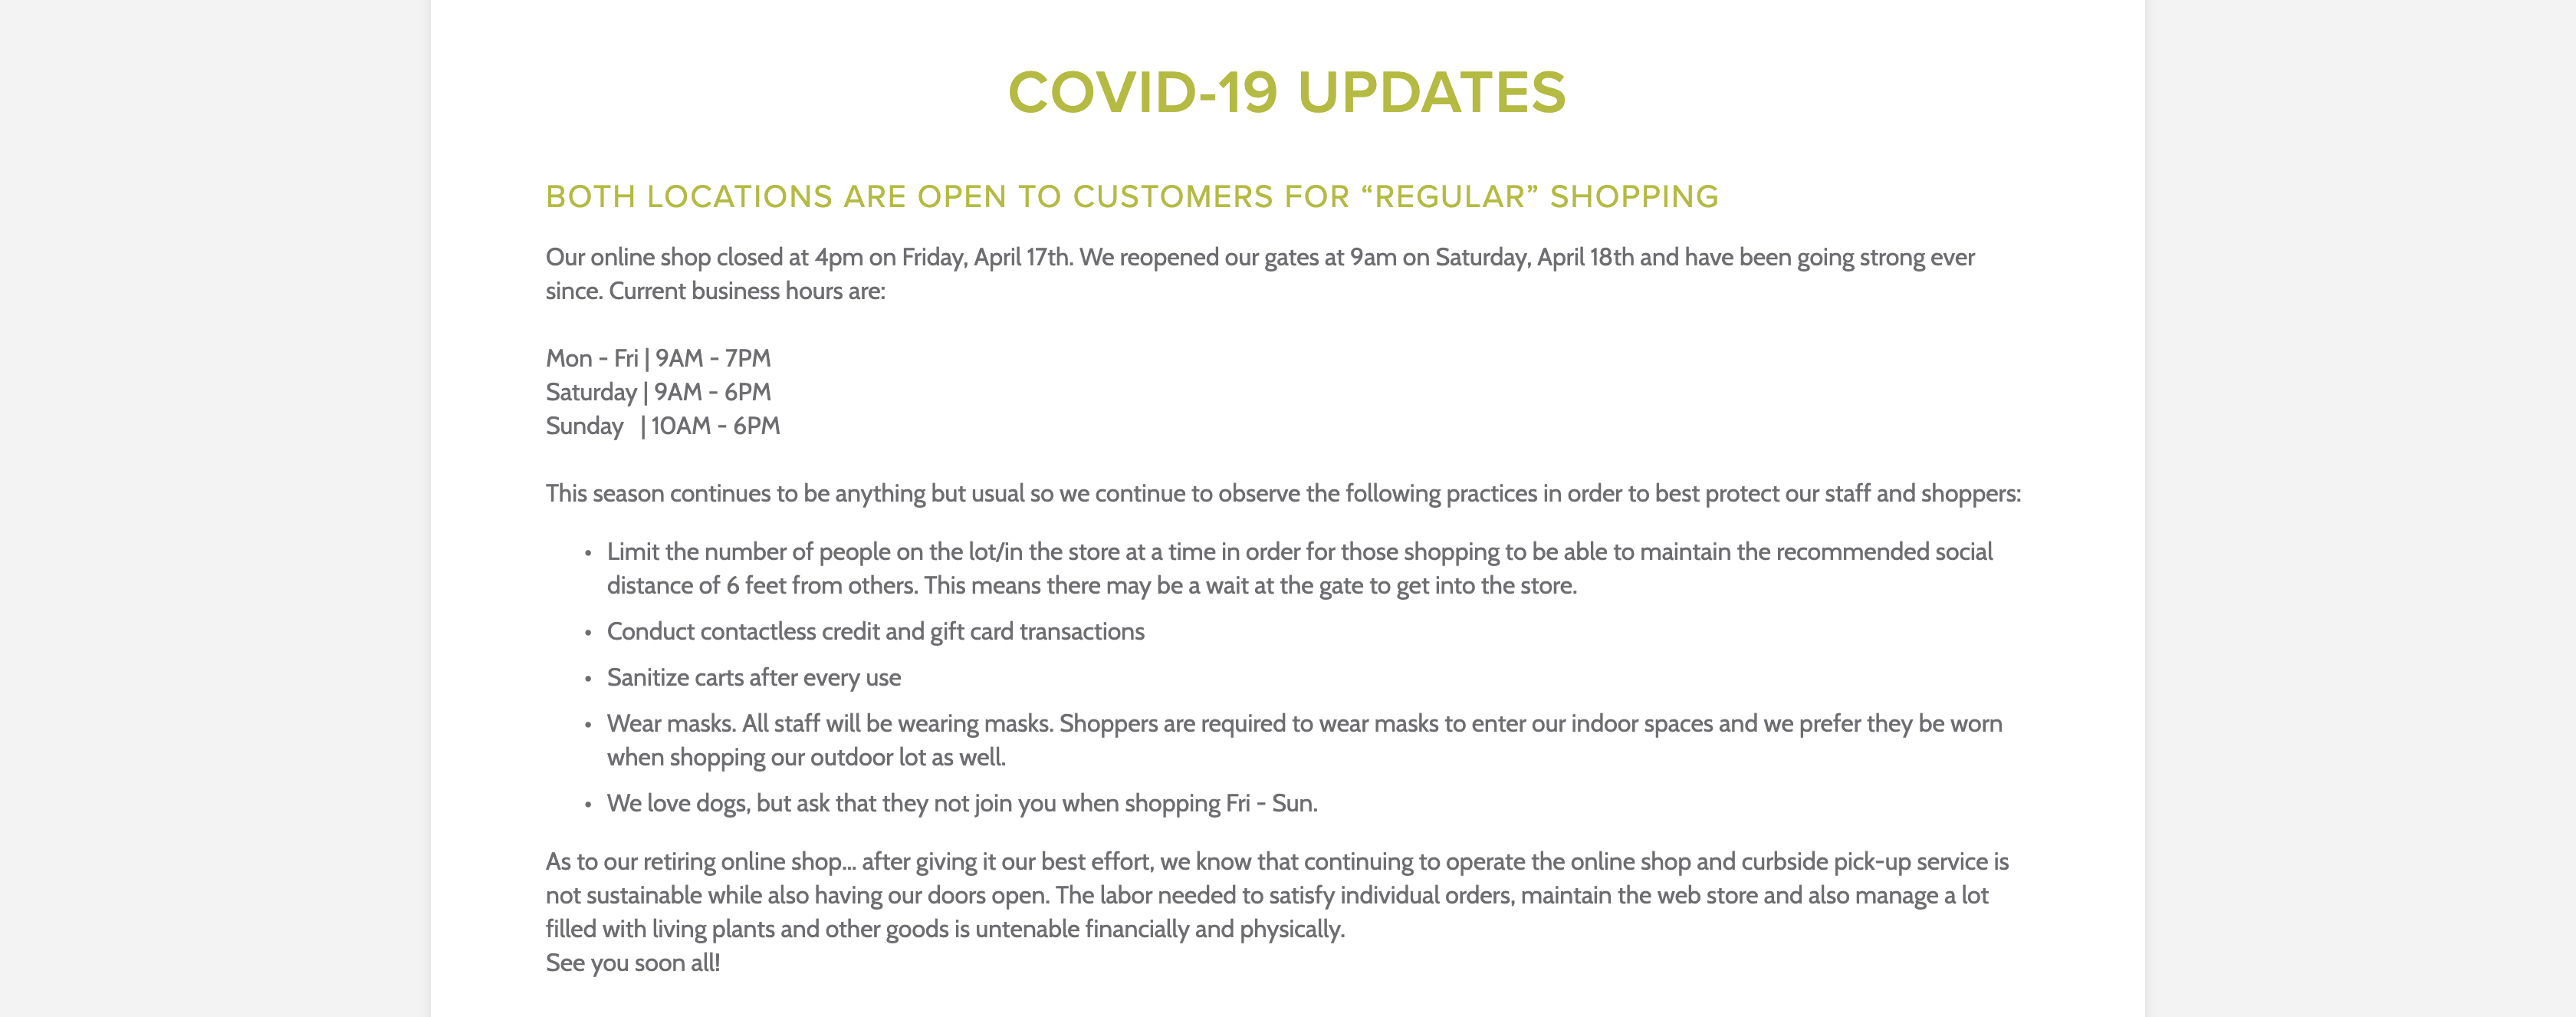 COVID-19 UPDATES
BOTH LOCATIONS ARE OPEN TO CUSTOMERS FOR “REGULAR” SHOPPING
Our online shop closed at 4pm on Friday, April 17th. We reopened our gates at 9am on Saturday, April 18th and have been going strong ever
since. Current business hours are:
Mon - Fri | 9AM - 7PM
Saturday | 9AM - 6PM
Sunday   | 10AM - 6PM
This season continues to be anything but usual so we continue to observe the following practices in order to best protect our staff and shoppers:
• Limit the number of people on the lot/in the store at a time in order for those shopping to be able to maintain the recommended social
distance of 6 feet from others. This means there may be a wait at the gate to get into the store.
• Conduct contactless credit and gift card transactions
• Sanitize carts after every use
• Wear masks. All staff will be wearing masks. Shoppers are required to wear masks to enter our indoor spaces and we prefer they be worn
when shopping our outdoor lot as well.
• We love dogs, but ask that they not join you when shopping Fri - Sun.
As to our retiring online shop... after giving it our best effort, we know that continuing to operate the online shop and curbside pick-up service is
not sustainable while also having our doors open. The labor needed to satisfy individual orders, maintain the web store and also manage a lot
filled with living plants and other goods is untenable financially and physically.
See you soon all!